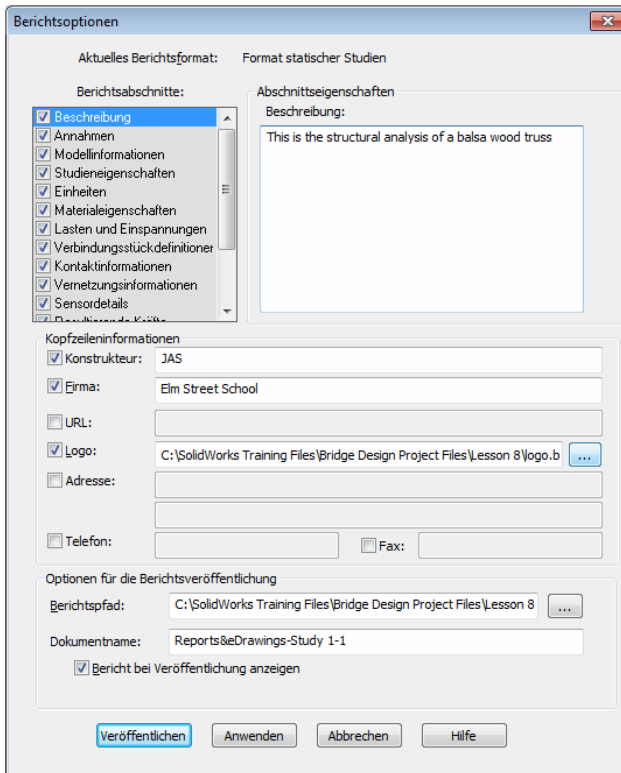 Berichtsoptionen
Aktuelles Berichtsformat: Format statischer Studien
Berichtsabschnitte:
Beschreibung
Annahmen
Modellinformationen
Studieneigenschaften
Einheiten
Materialeigenschaften
Lasten und Einspannungen
Verbindungsstückdefinitioner
Kontaktinformationen
Vernetzungsinformationen
Sensordetails
Resultierende Kräfte
Abschnittseigenschaften
Beschreibung:
This is the structural analysis of a balsa wood truss
Kopfzeileninformationen
Konstrukteur: JAS
Firma: Elm Street School
URL:
Logo: C:\SolidWorks Training Files\Bridge Design Project Files\Lesson 8\logo.b ...
Adresse:
Telefon: Fax:
Optionen für die Berichtsveröffentlichung
Berichtspfad: C:\SolidWorks Training Files\Bridge Design Project Files\Lesson 8 ...
Dokumentname: Reports&eDrawings-Study 1-1
Bericht bei Veröffentlichung anzeigen
Veröffentlichen Anwenden Abbrechen Hilfe